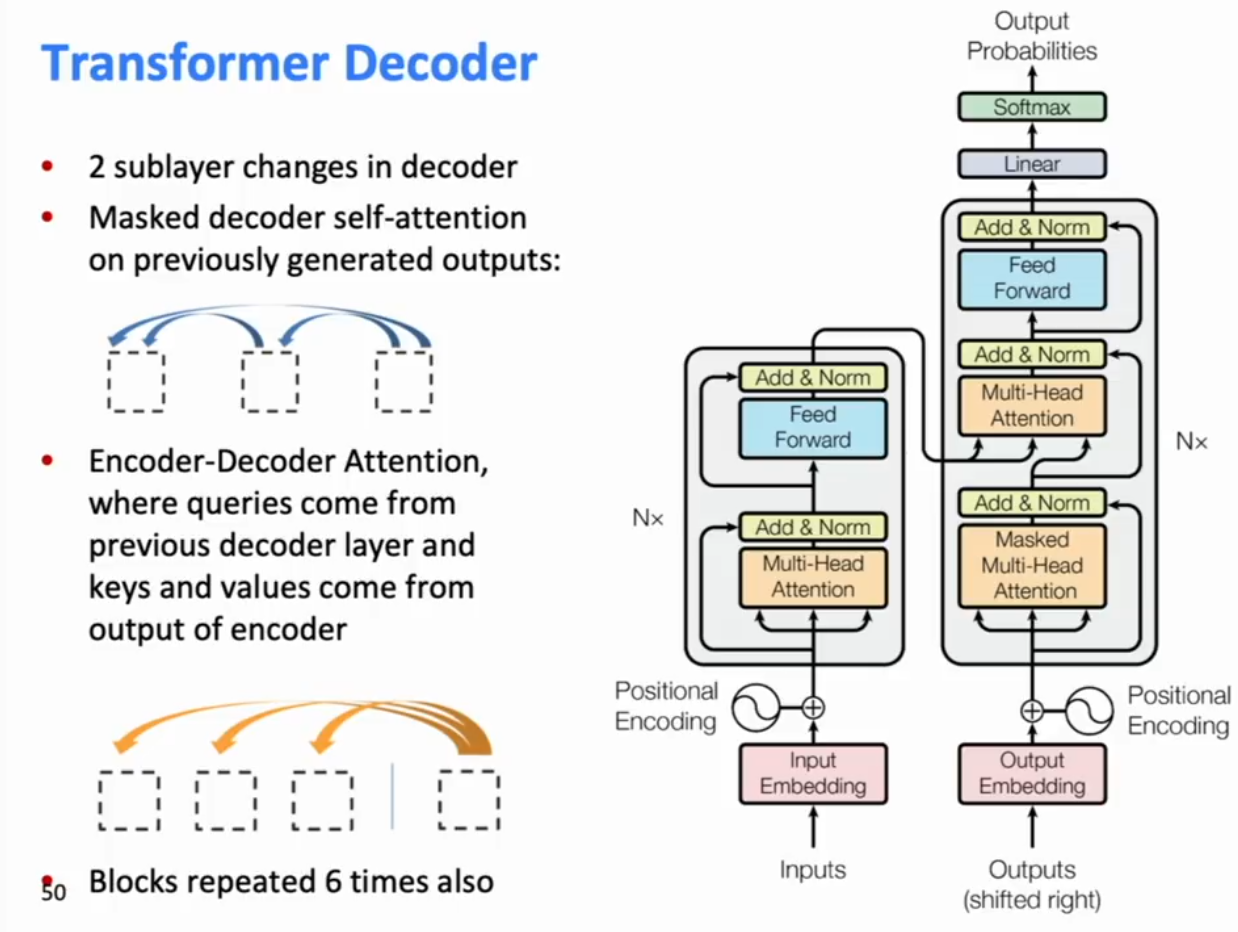 Transformer Decoder
• 2 sublayer changes in decoder
• Masked decoder self-attention
on previously generated outputs:
• Encoder-Decoder Attention,
where queries come from
previous decoder layer and
keys and values come from
output of encoder
• Blocks repeated 6 times also
50
Output
Probabilities
Softmax
Linear
Add & Norm
Feed
Forward
Add & Norm
Multi-Head
Attention
Nx
Add & Norm
Masked
Multi-Head
Attention
Positional
Encoding
Output
Embedding
Outputs
(shifted right)
Add & Norm
Feed
Forward
Nx
Add & Norm
Multi-Head
Attention
Positional
Encoding
Input
Embedding
Inputs